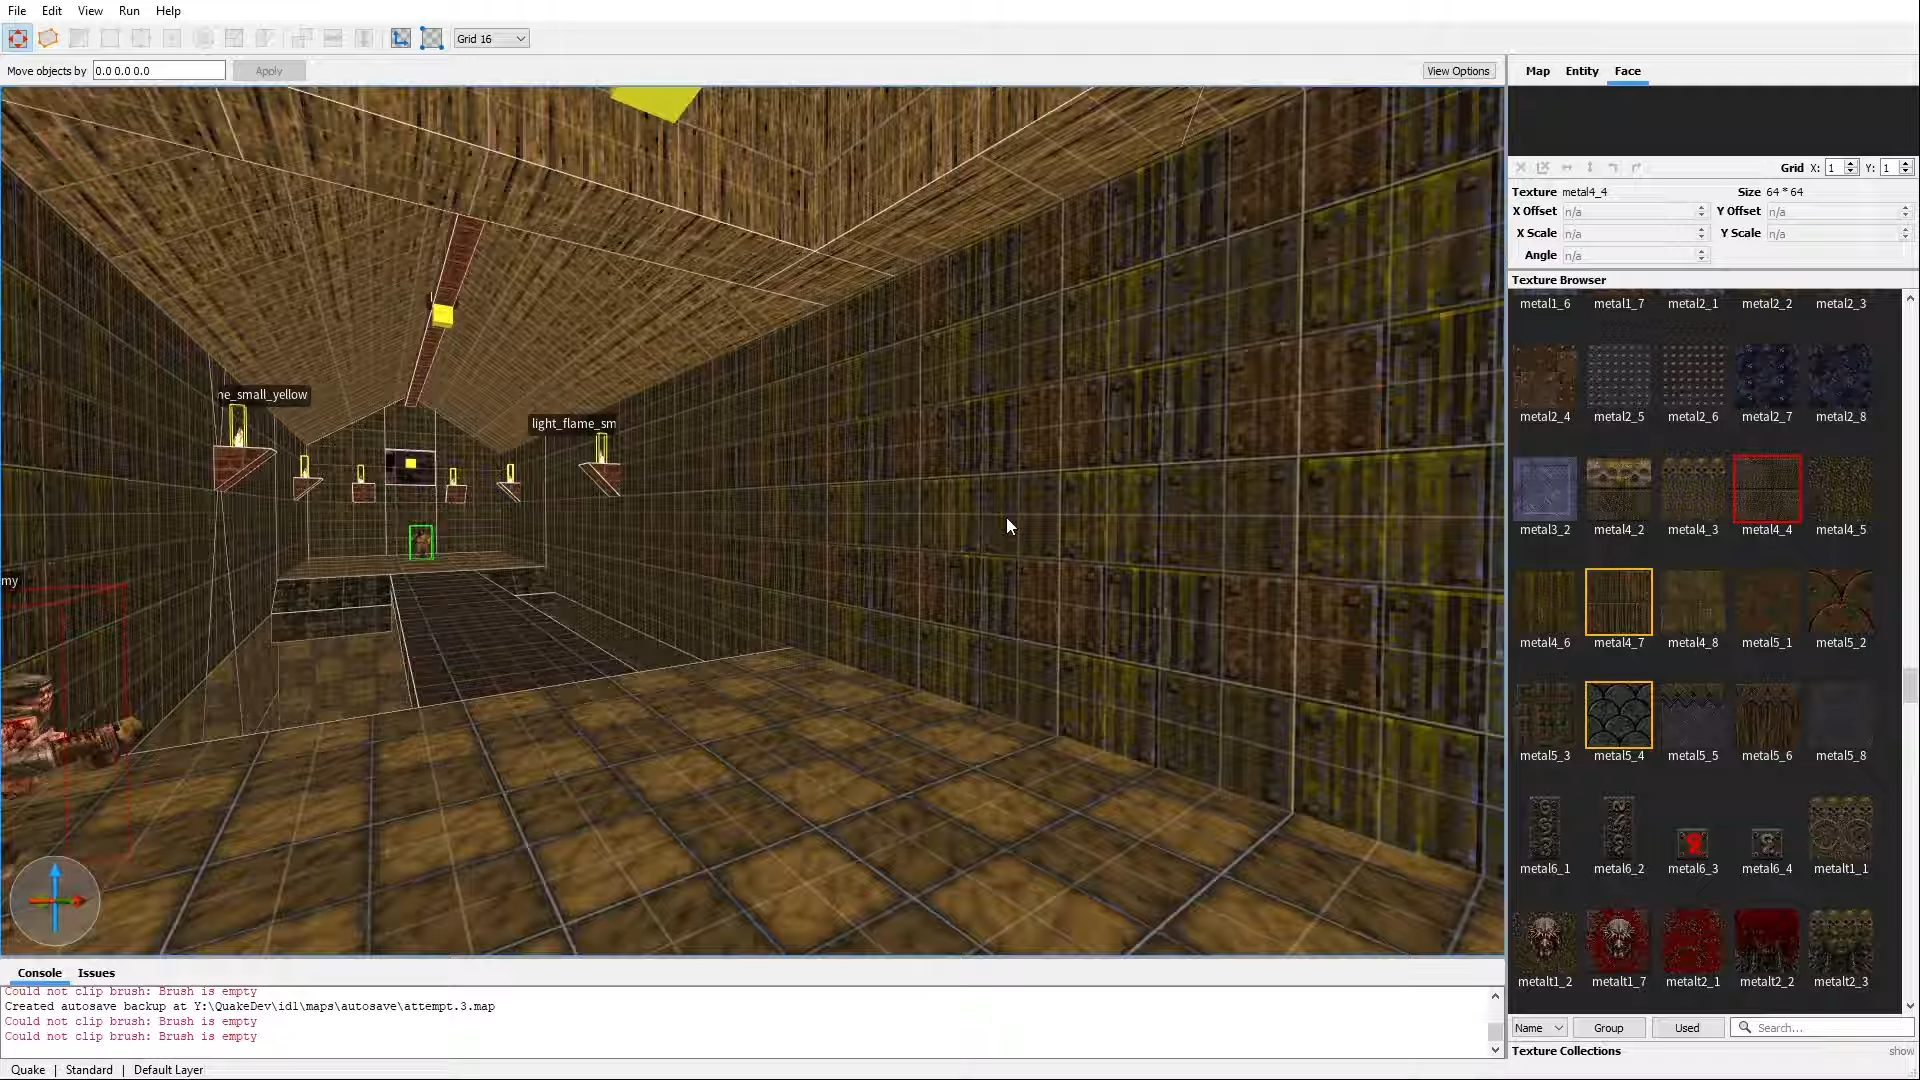 File Edit View Run Help
Grid 16
Move objects by 0.0 0.0 0.0 Apply View Options
Map Entity Face
Grid X: 1 Y: 1
Texture metal4_4 Size 64 * 64
X Offset n/a Y Offset n/a
X Scale n/a Y Scale n/a
Angle n/a
Texture Browser
metal1_6 metal1_7 metal2_1 metal2_2 metal2_3
metal2_4 metal2_5 metal2_6 metal2_7 metal2_8
metal3_2 metal4_2 metal4_3 metal4_4 metal4_5
metal4_6 metal4_7 metal4_8 metal5_1 metal5_2
metal5_3 metal5_4 metal5_5 metal5_6 metal5_8
metal6_1 metal6_2 metal6_3 metal6_4 metalt1_1
metalt1_2 metalt1_7 metalt2_1 metalt2_2 metalt2_3
Name Group Used Search...
Texture Collections show
ne_small_yellow
light_flame_sm
my
Console Issues
Could not clip brush: Brush is empty
Created autosave backup at Y:\QuakeDev\id1\maps\autosave\attempt.3.map
Could not clip brush: Brush is empty
Could not clip brush: Brush is empty
Quake | Standard | Default Layer